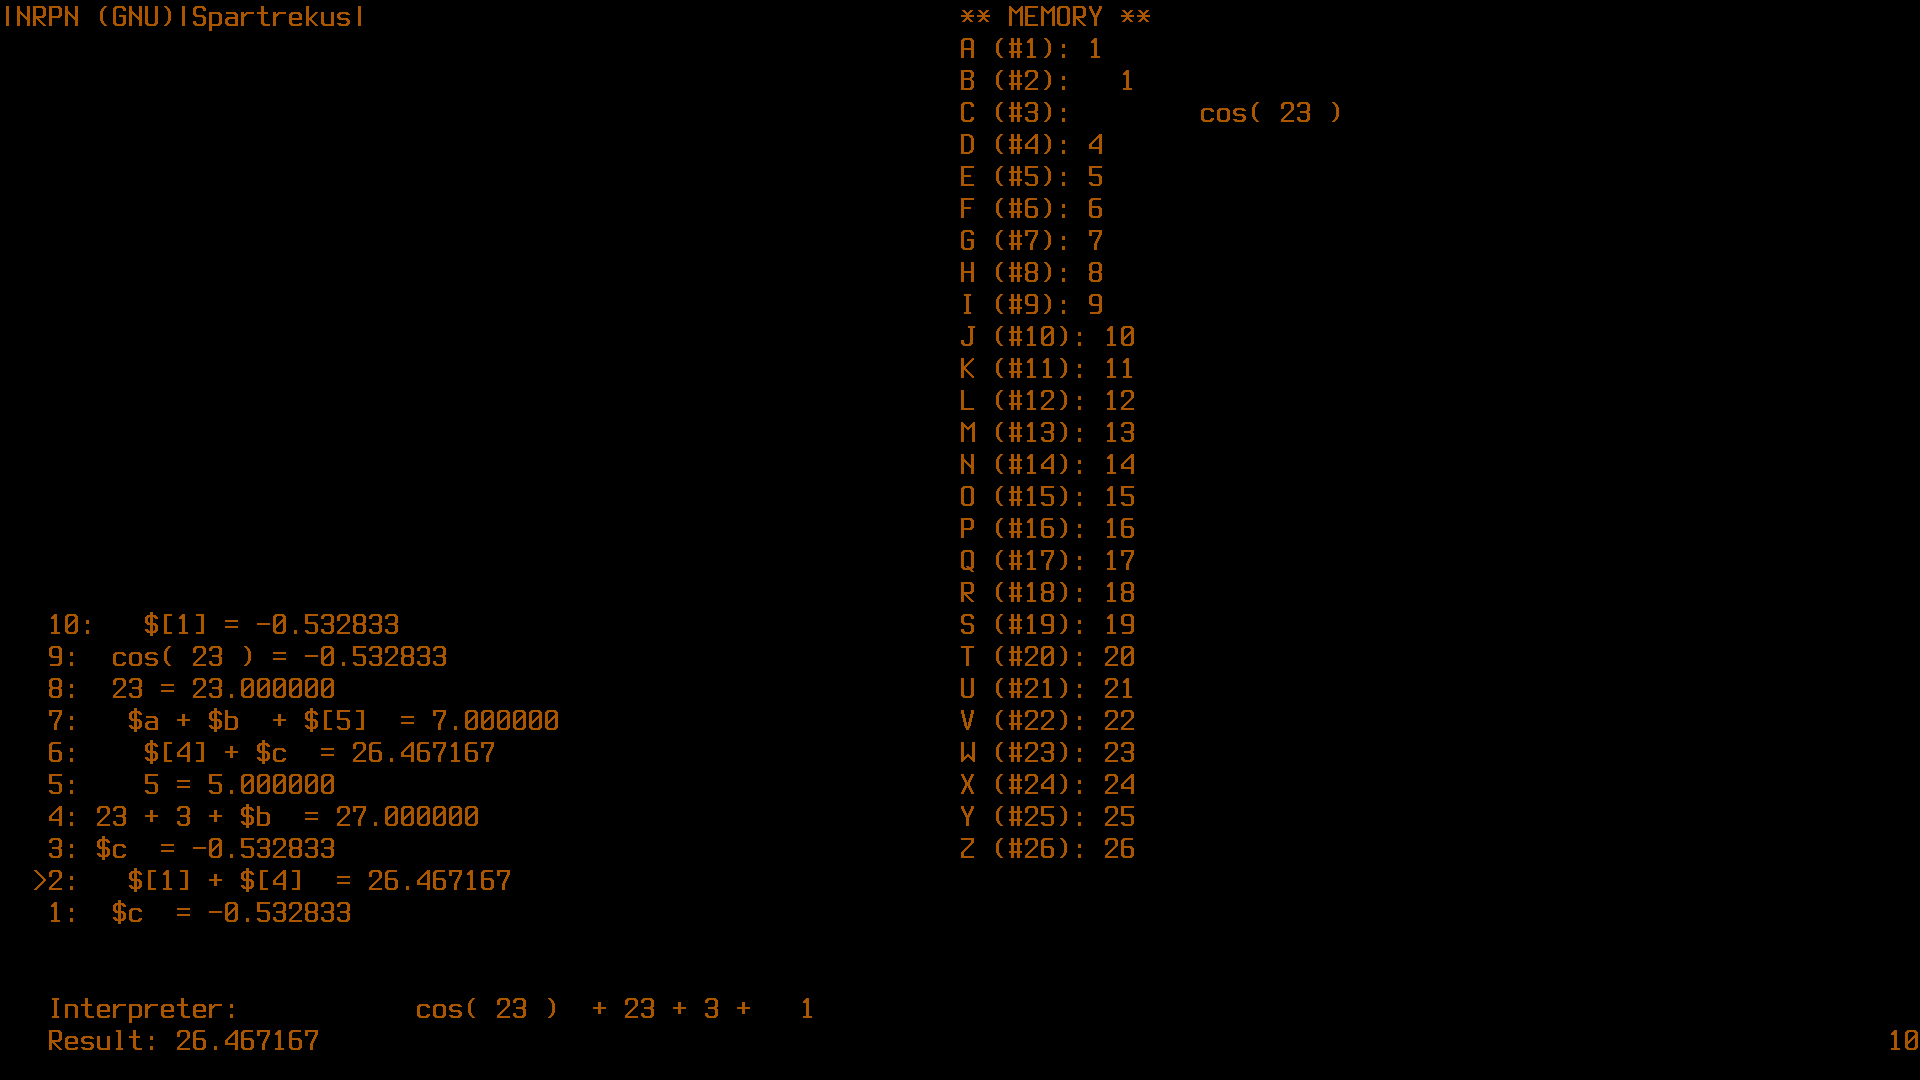 |NRPN (GNU)|Spartrekus|
** MEMORY **
A (#1): 1
B (#2):   1
C (#3):        cos( 23 )
D (#4): 4
E (#5): 5
F (#6): 6
G (#7): 7
H (#8): 8
I (#9): 9
J (#10): 10
K (#11): 11
L (#12): 12
M (#13): 13
N (#14): 14
O (#15): 15
P (#16): 16
Q (#17): 17
R (#18): 18
S (#19): 19
T (#20): 20
U (#21): 21
V (#22): 22
W (#23): 23
X (#24): 24
Y (#25): 25
Z (#26): 26
10:   $[1] = -0.532833
9:  cos( 23 ) = -0.532833
8:  23 = 23.000000
7:   $a + $b  + $[5]  = 7.000000
6:    $[4] + $c  = 26.467167
5:    5 = 5.000000
4: 23 + 3 + $b  = 27.000000
3: $c  = -0.532833
>2:   $[1] + $[4]  = 26.467167
1:  $c  = -0.532833
Interpreter:           cos( 23 )  + 23 + 3 +   1
Result: 26.467167
10